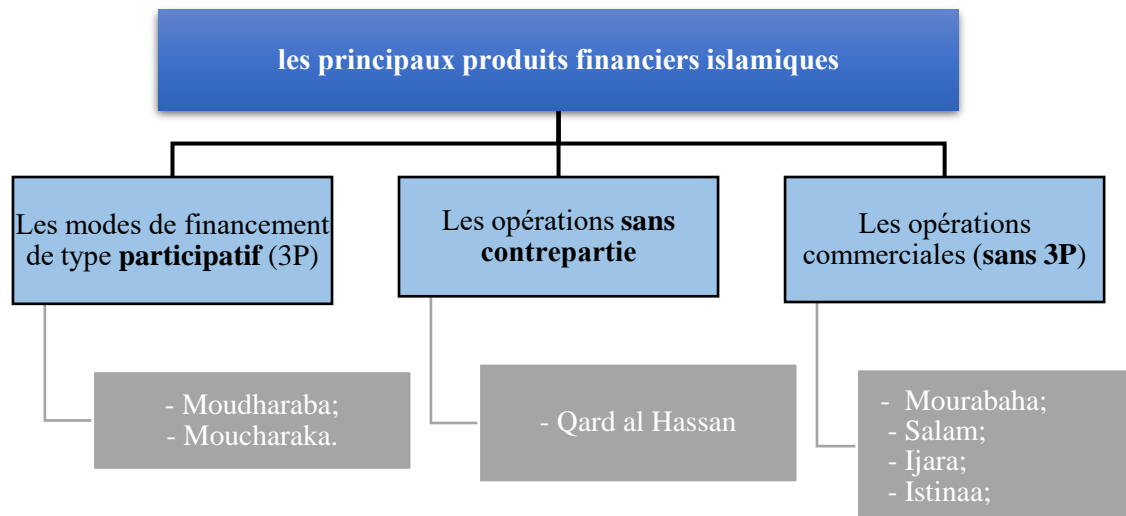 les principaux produits financiers islamiques
Les modes de financement
de type participatif (3P)
- Moudharaba;
- Moucharaka.
Les opérations sans
contrepartie
- Qard al Hassan
Les opérations
commerciales (sans 3P)
- Mourabaha;
- Salam;
- Ijara;
- Istinaa;